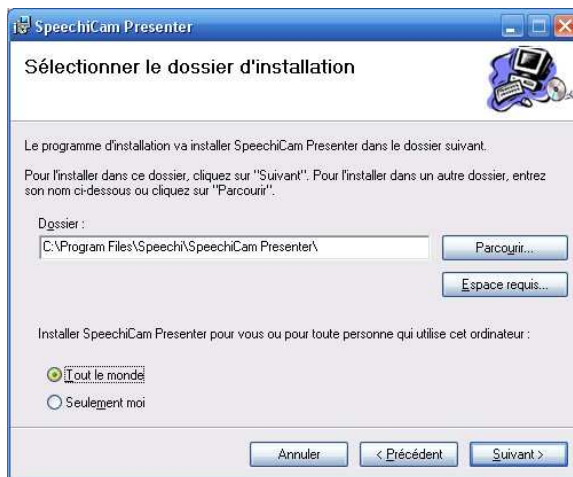 SpeechiCam Presenter
Sélectionner le dossier d'installation
Le programme d'installation va installer SpeechiCam Presenter dans le dossier suivant.
Pour l'installer dans ce dossier, cliquez sur "Suivant". Pour l'installer dans un autre dossier, entrez
son nom ci-dessous ou cliquez sur "Parcourir".
Dossier :
C:\Program Files\Speechi\SpeechiCam Presenter\
Parcourir...
Espace requis...
Installer SpeechiCam Presenter pour vous ou pour toute personne qui utilise cet ordinateur :
Tout le monde
Seulement moi
Annuler < Précédent Suivant >